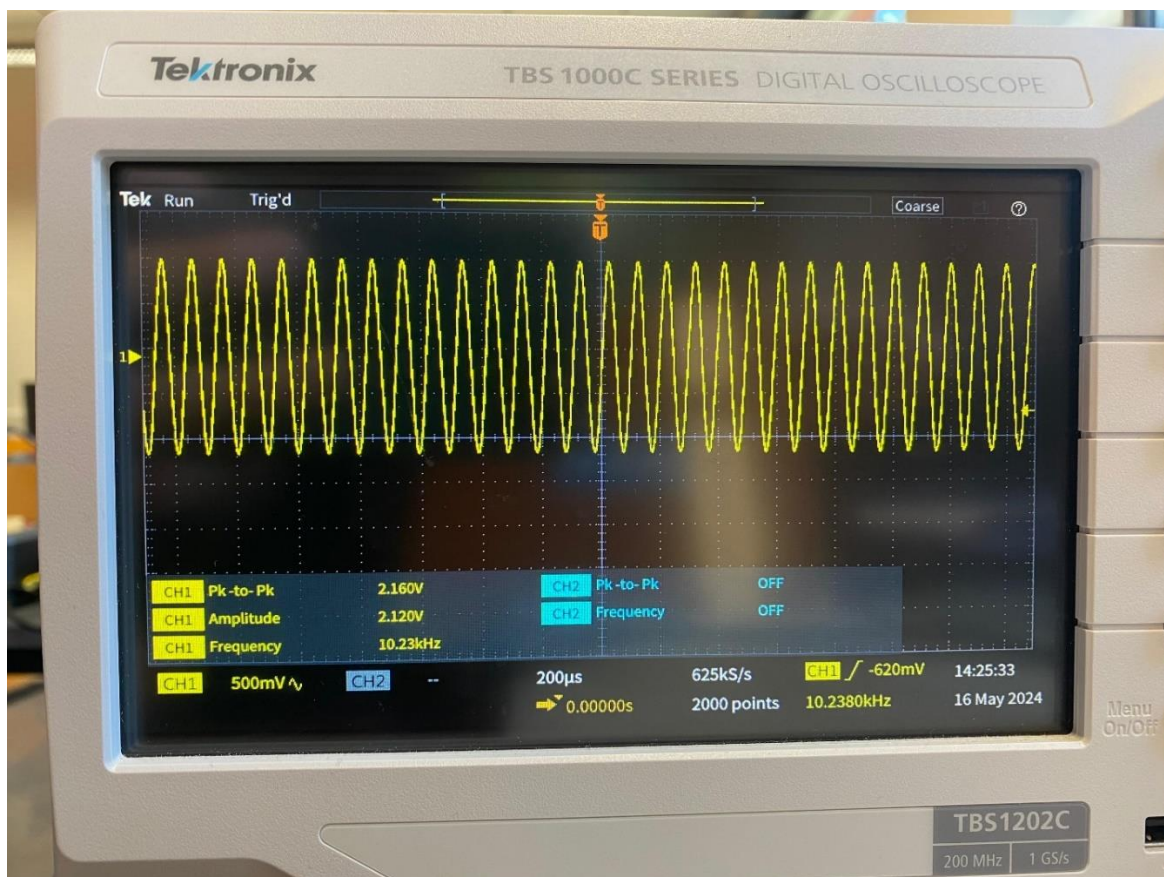 Tektronix
TBS 1000C SERIES DIGITAL OSCILLOSCOPE
Tek Run Trig'd Coarse ?
T
T
1
CH1 Pk-to-Pk 2.160V CH2 Pk-to-Pk OFF
CH1 Amplitude 2.120V CH2 Frequency OFF
CH1 Frequency 10.23kHz
CH1 500mV CH2 -- 200µs 625kS/s CH1 -620mV 14:25:33
0.00000s 2000 points 10.2380kHz 16 May 2024
Menu
On/Off
TBS1202C
200 MHz 1 GS/s